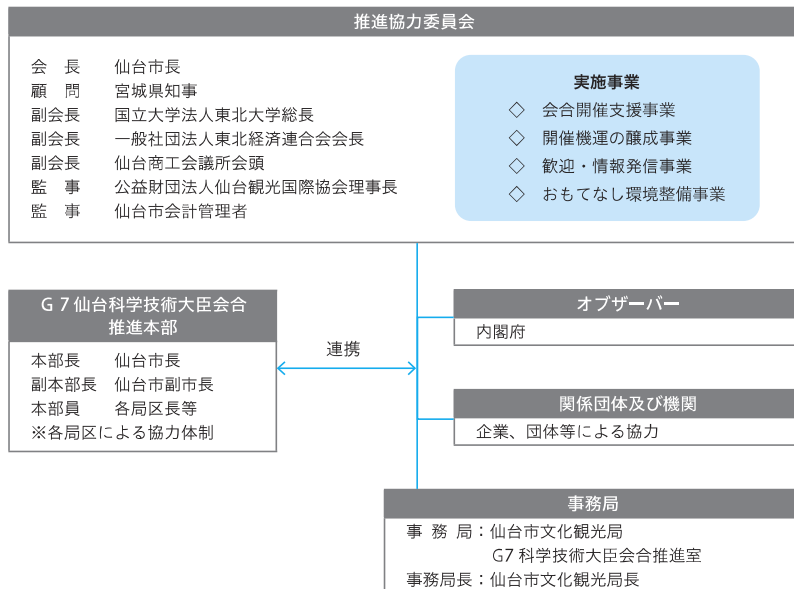 推進協力委員会
会　長　仙台市長
顧　問　宮城県知事
副会長　国立大学法人東北大学総長
副会長　一般社団法人東北経済連合会会長
副会長　仙台商工会議所会頭
監　事　公益財団法人仙台観光国際協会理事長
監　事　仙台市会計管理者
実施事業
◇　会合開催支援事業
◇　開催機運の醸成事業
◇　歓迎・情報発信事業
◇　おもてなし環境整備事業
G７仙台科学技術大臣会合
推進本部
本部長　仙台市長
副本部長　仙台市副市長
本部員　各局区長等
※各局区による協力体制
連携
オブザーバー
内閣府
関係団体及び機関
企業、団体等による協力
事務局
事 務 局：仙台市文化観光局
G7 科学技術大臣会合推進室
事務局長：仙台市文化観光局長